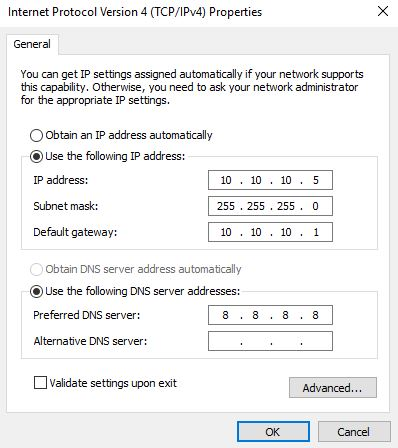 Internet Protocol Version 4 (TCP/IPv4) Properties
General
You can get IP settings assigned automatically if your network supports
this capability. Otherwise, you need to ask your network administrator
for the appropriate IP settings.
Obtain an IP address automatically
Use the following IP address:
IP address: 10 . 10 . 10 . 5
Subnet mask: 255 . 255 . 255 . 0
Default gateway: 10 . 10 . 10 . 1
Obtain DNS server address automatically
Use the following DNS server addresses:
Preferred DNS server: 8 . 8 . 8 . 8
Alternative DNS server: . . .
Validate settings upon exit
Advanced...
OK Cancel